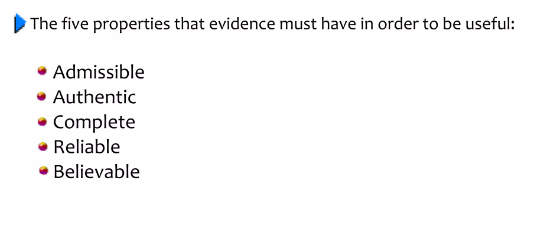 The five properties that evidence must have in order to be useful:
Admissible
Authentic
Complete
Reliable
Believable